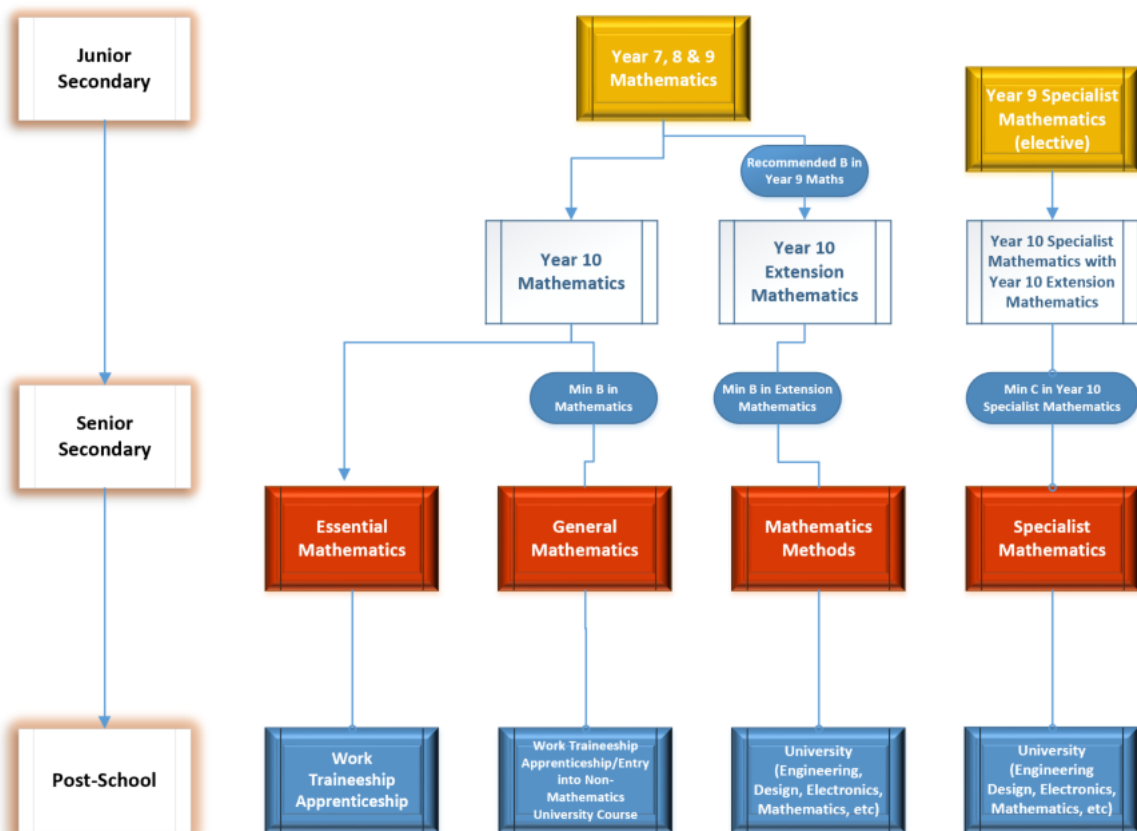 Junior
Secondary
Year 7, 8 & 9
Mathematics
Year 9 Specialist
Mathematics
(elective)
Recommended B in
Year 9 Maths
Year 10
Mathematics
Year 10
Extension
Mathematics
Year 10 Specialist
Mathematics with
Year 10 Extension
Mathematics
Min B in
Mathematics
Min B in Extension
Mathematics
Min C in Year 10
Specialist Mathematics
Senior
Secondary
Essential
Mathematics
General
Mathematics
Mathematics
Methods
Specialist
Mathematics
Post-School
Work
Traineeship
Apprenticeship
Work Traineeship
Apprenticeship/Entry
into Non-
Mathematics
University Course
University
(Engineering,
Design, Electronics,
Mathematics, etc)
University
(Engineering
Design, Electronics,
Mathematics, etc)